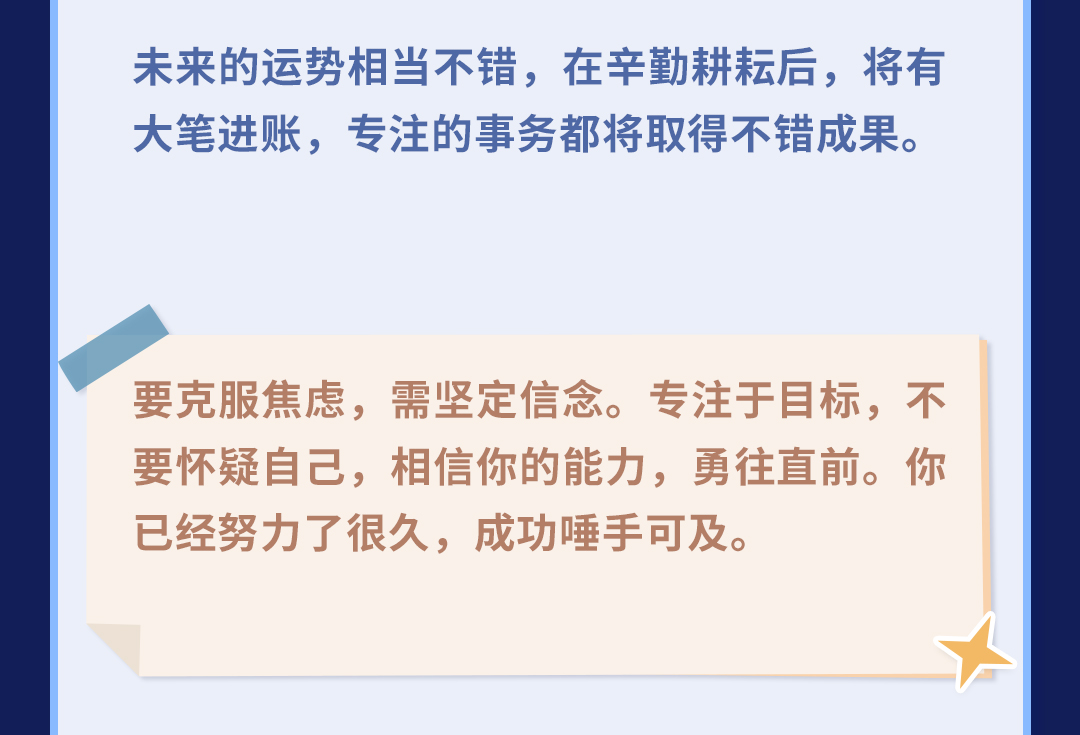 未来的运势相当不错，在辛勤耕耘后，将有
大笔进账，专注的事务都将取得不错成果。
要克服焦虑，需坚定信念。专注于目标，不
要怀疑自己，相信你的能力，勇往直前。你
已经努力了很久，成功唾手可及。